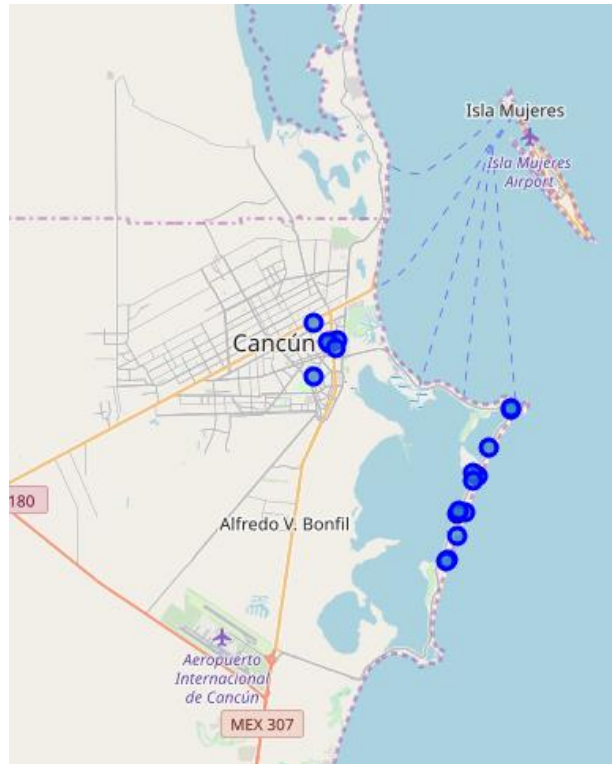 Isla Mujeres
Isla Mujeres
Airport
Cancún
180
Alfredo V. Bonfil
Aeropuerto
Internacional
de Cancún
MEX 307